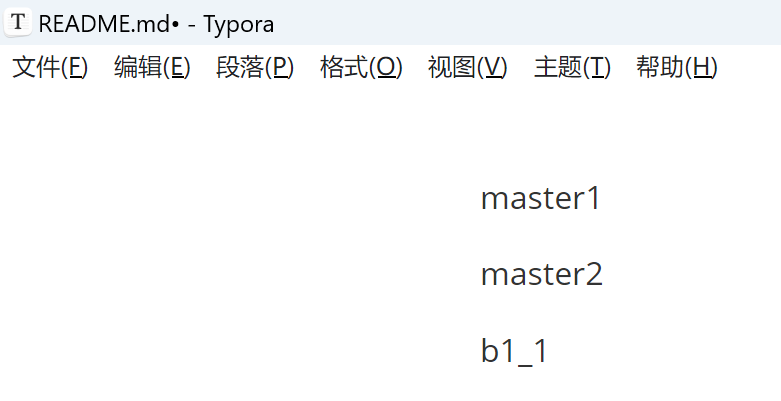 T README.md• - Typora
文件(F) 编辑(E) 段落(P) 格式(O) 视图(V) 主题(T) 帮助(H)
master1
master2
b1_1